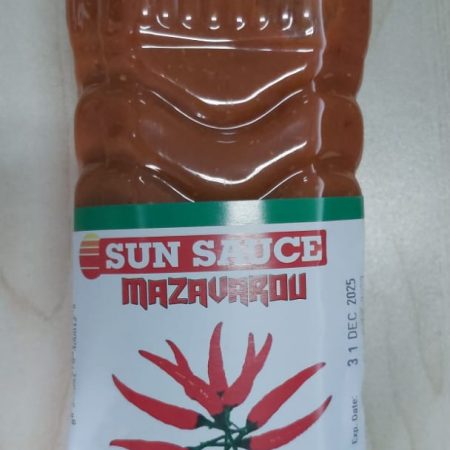 SUN SAUCE
MAZAVAROU
Exp. Date:
31 DEC 2025